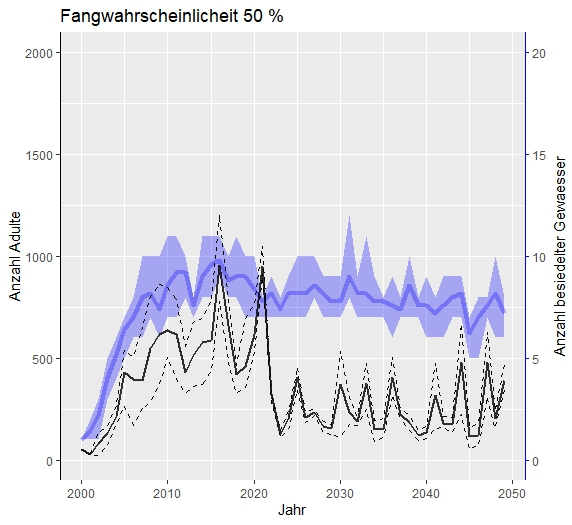 Fangwahrscheinlicheit 50 %
2000
1500
1000
500
0
Anzahl Adulte
20
15
10
5
0
Anzahl besiedelter Gewaesser
2000 2010 2020 2030 2040 2050
Jahr